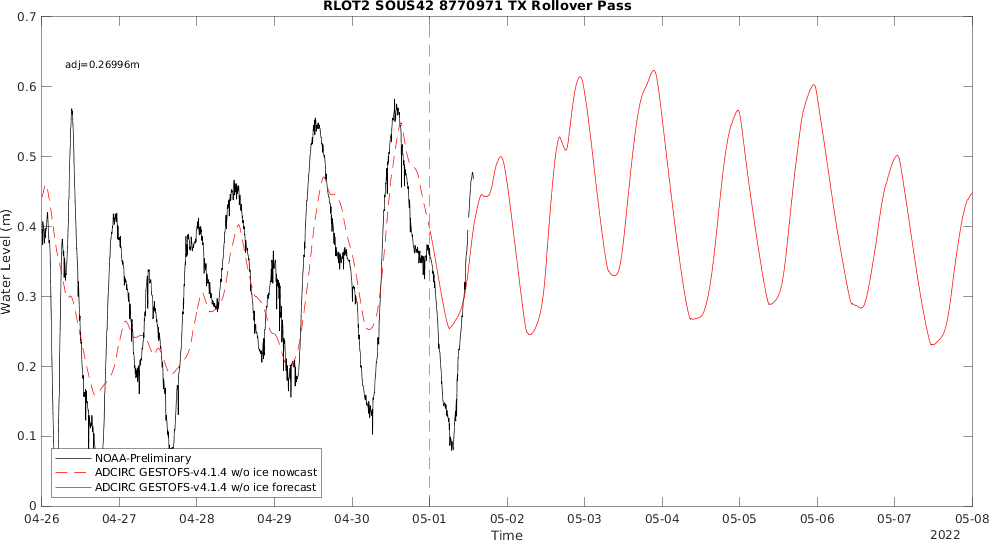 RLOT2 SOUS42 8770971 TX Rollover Pass
0.7
adj=0.26996m
0.6
0.5
0.4
Water Level (m)
0.3
0.2
0.1
NOAA-Preliminary
ADCIRC GESTOFS-v4.1.4 w/o ice nowcast
ADCIRC GESTOFS-v4.1.4 w/o ice forecast
0
04-26 04-27 04-28 04-29 04-30 05-01 05-02 05-03 05-04 05-05 05-06 05-07 05-08
Time
2022